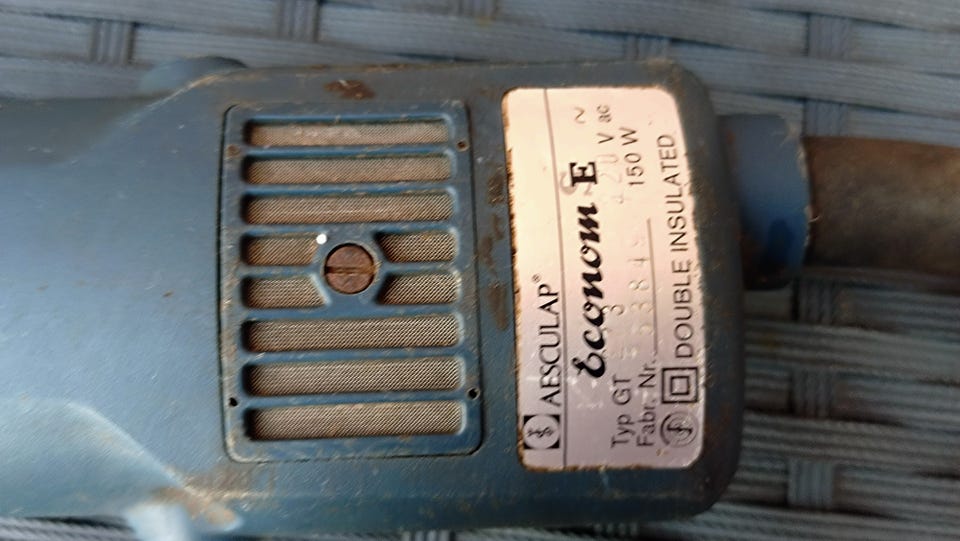 AESCULAP®
Econom E
Typ GT
~ V ac
Fabr.-Nr.
150 W
DOUBLE INSULATED